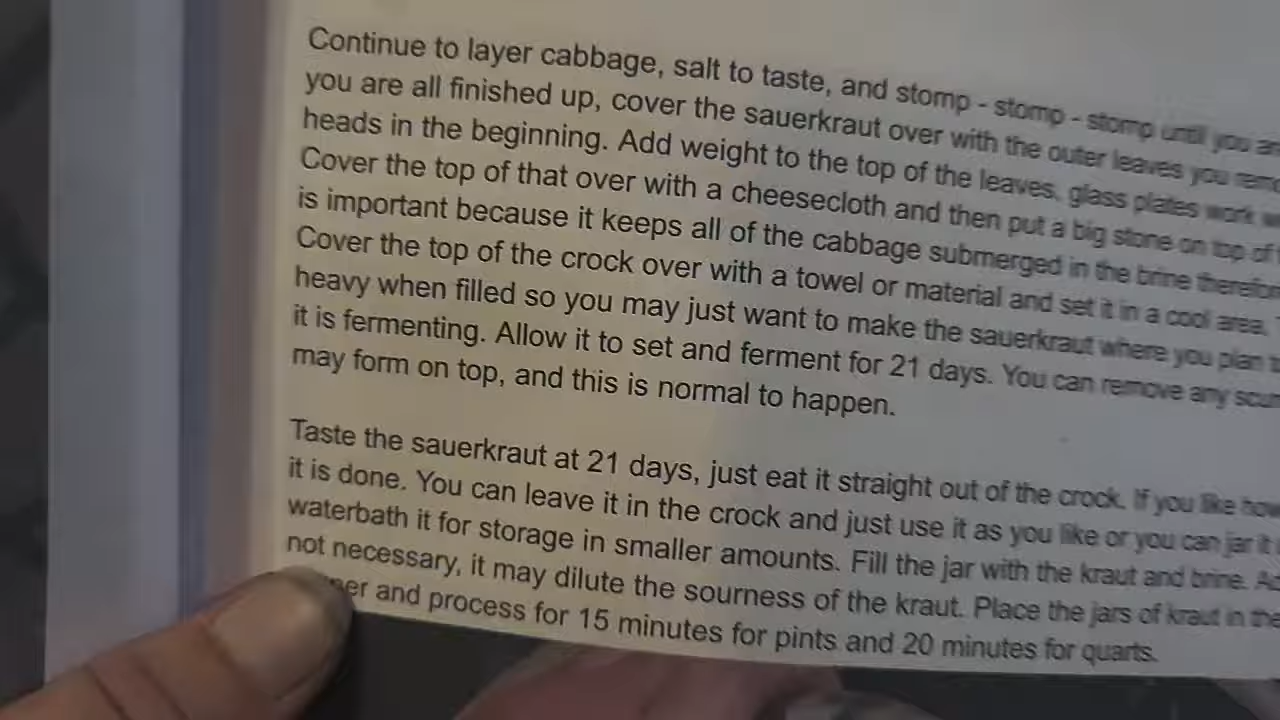 Continue to layer cabbage, salt to taste, and stomp - stomp - stomp until you
you are all finished up, cover the sauerkraut over with the outer leaves you
heads in the beginning. Add weight to the top of the leaves, glass plates work
Cover the top of that over with a cheesecloth and then put a big stone on top of
is important because it keeps all of the cabbage submerged in the brine
Cover the top of the crock over with a towel or material and set it in a cool area.
heavy when filled so you may just want to make the sauerkraut where you plan
it is fermenting. Allow it to set and ferment for 21 days. You can remove any
may form on top, and this is normal to happen.
Taste the sauerkraut at 21 days, just eat it straight out of the crock. If you like how
it is done. You can leave it in the crock and just use it as you like or you can jar it
waterbath it for storage in smaller amounts. Fill the jar with the kraut and brine.
not necessary, it may dilute the sourness of the kraut. Place the jars of kraut in the
and process for 15 minutes for pints and 20 minutes for quarts.